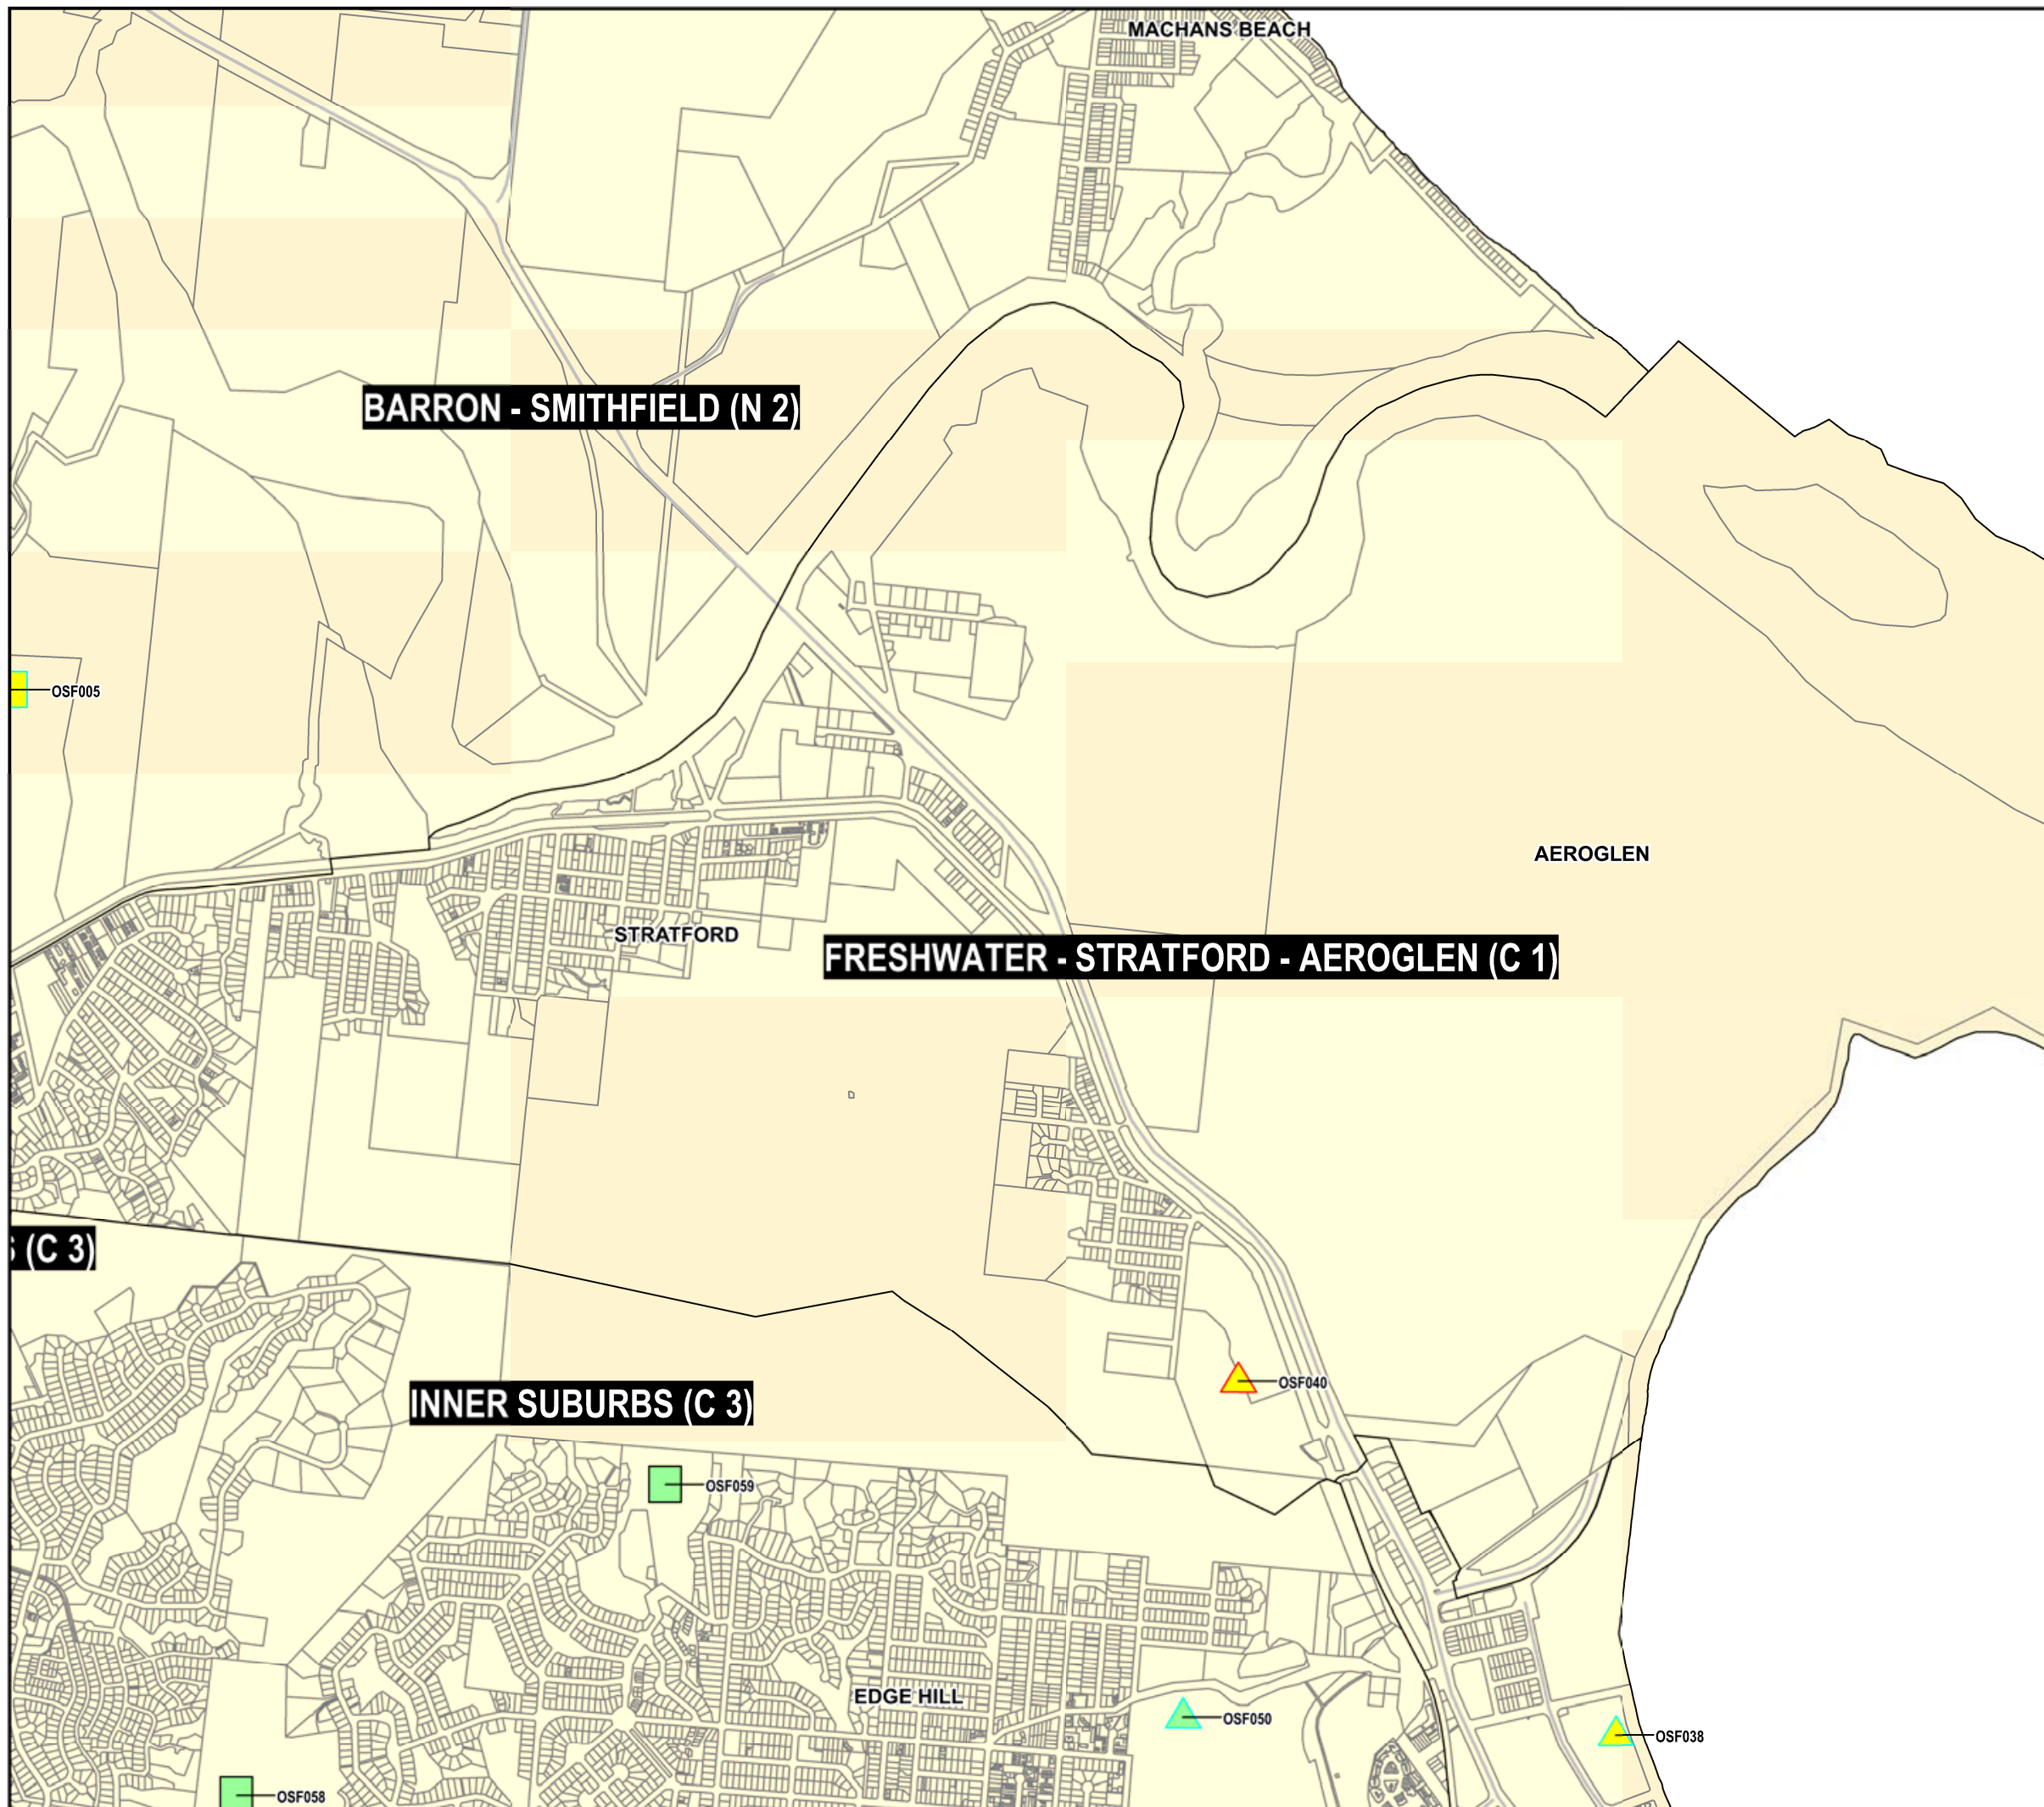 MACHANS BEACH
BARRON - SMITHFIELD (N 2)
OSF005
AEROGLEN
STRATFORD
FRESHWATER - STRATFORD - AEROGLEN (C 1)
(C 3)
OSF040
INNER SUBURBS (C 3)
OSF059
EDGE HILL
OSF050
OSF038
OSF058